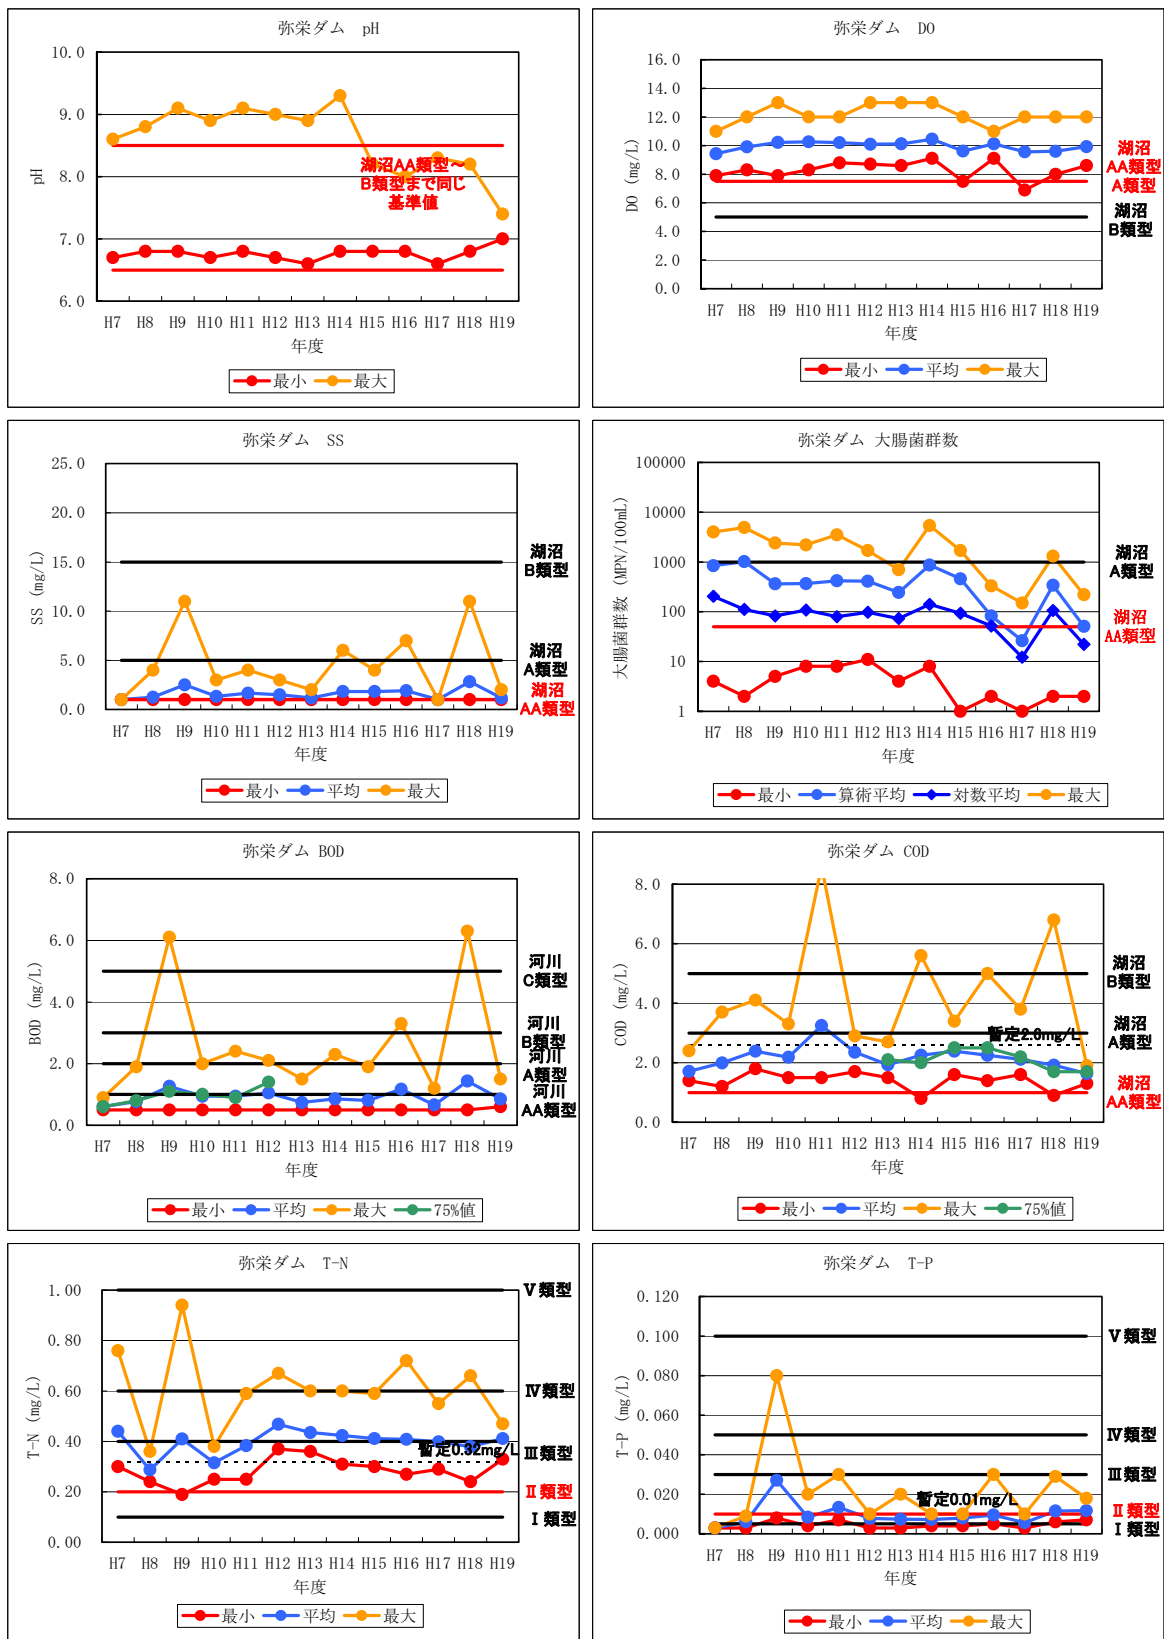 弥栄ダム　pH
10.0
9.0
8.0
7.0
6.0
pH
湖沼AA類型～
B類型まで同じ
基準値
H7 H8 H9 H10 H11 H12 H13 H14 H15 H16 H17 H18 H19
年度
最小 最大
弥栄ダム　DO
16.0
14.0
12.0
10.0
8.0
6.0
4.0
2.0
0.0
DO (mg/L)
湖沼
AA類型
A類型
湖沼
B類型
H7 H8 H9 H10 H11 H12 H13 H14 H15 H16 H17 H18 H19
年度
最小 平均 最大
弥栄ダム　SS
25.0
20.0
15.0
10.0
5.0
0.0
SS (mg/L)
湖沼
B類型
湖沼
A類型
湖沼
AA類型
H7 H8 H9 H10 H11 H12 H13 H14 H15 H16 H17 H18 H19
年度
最小 平均 最大
弥栄ダム 大腸菌群数
100000
10000
1000
100
10
1
大腸菌群数 (MPN/100mL)
湖沼
A類型
湖沼
AA類型
H7 H8 H9 H10 H11 H12 H13 H14 H15 H16 H17 H18 H19
年度
最小 算術平均 対数平均 最大
弥栄ダム BOD
8.0
6.0
4.0
2.0
0.0
BOD (mg/L)
河川
C類型
河川
B類型
河川
A類型
河川
AA類型
H7 H8 H9 H10 H11 H12 H13 H14 H15 H16 H17 H18 H19
年度
最小 平均 最大 75%値
弥栄ダム COD
8.0
6.0
4.0
2.0
0.0
COD (mg/L)
湖沼
B類型
暫定2.6mg/L
湖沼
A類型
湖沼
AA類型
H7 H8 H9 H10 H11 H12 H13 H14 H15 H16 H17 H18 H19
年度
最小 平均 最大 75%値
弥栄ダム　T-N
1.00
0.80
0.60
0.40
0.20
0.00
T-N (mg/L)
Ⅴ類型
Ⅳ類型
暫定0.32mg/L
Ⅲ類型
Ⅱ類型
Ⅰ類型
H7 H8 H9 H10 H11 H12 H13 H14 H15 H16 H17 H18 H19
年度
最小 平均 最大
弥栄ダム　T-P
0.120
0.100
0.080
0.060
0.040
0.020
0.000
T-P (mg/L)
Ⅴ類型
Ⅳ類型
Ⅲ類型
暫定0.01mg/L
Ⅱ類型
Ⅰ類型
H7 H8 H9 H10 H11 H12 H13 H14 H15 H16 H17 H18 H19
年度
最小 平均 最大